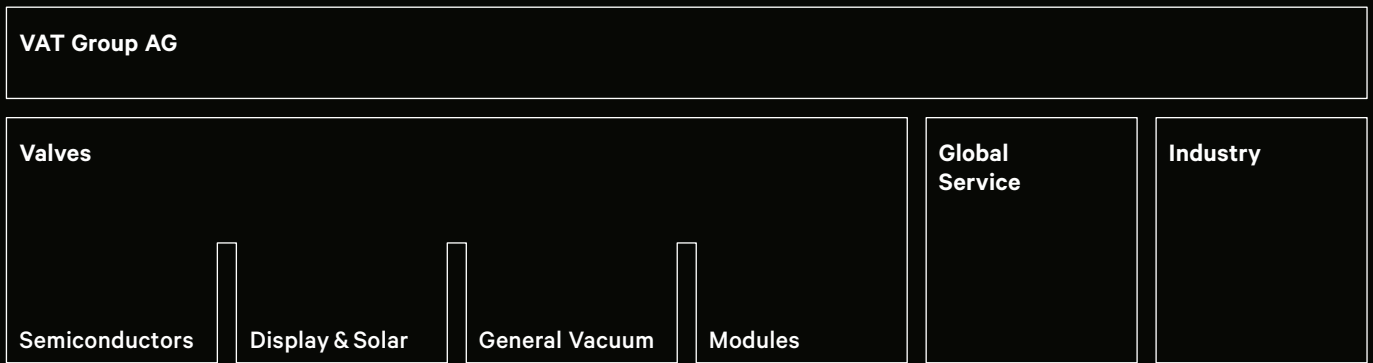 VAT Group AG
Valves
Global
Service
Industry
Semiconductors
Display & Solar
General Vacuum
Modules